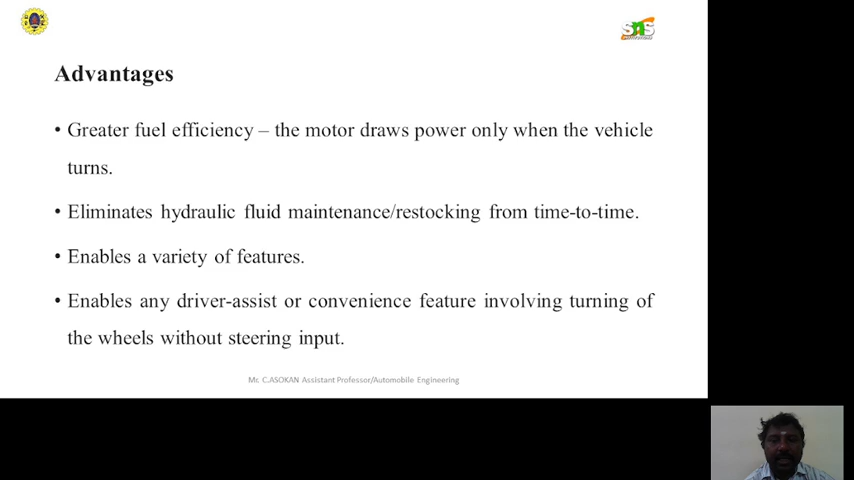 SNS
Advantages
• Greater fuel efficiency – the motor draws power only when the vehicle
turns.
• Eliminates hydraulic fluid maintenance/restocking from time-to-time.
• Enables a variety of features.
• Enables any driver-assist or convenience feature involving turning of
the wheels without steering input.
Mr. C.ASOKAN Assistant Professor/Automobile Engineering